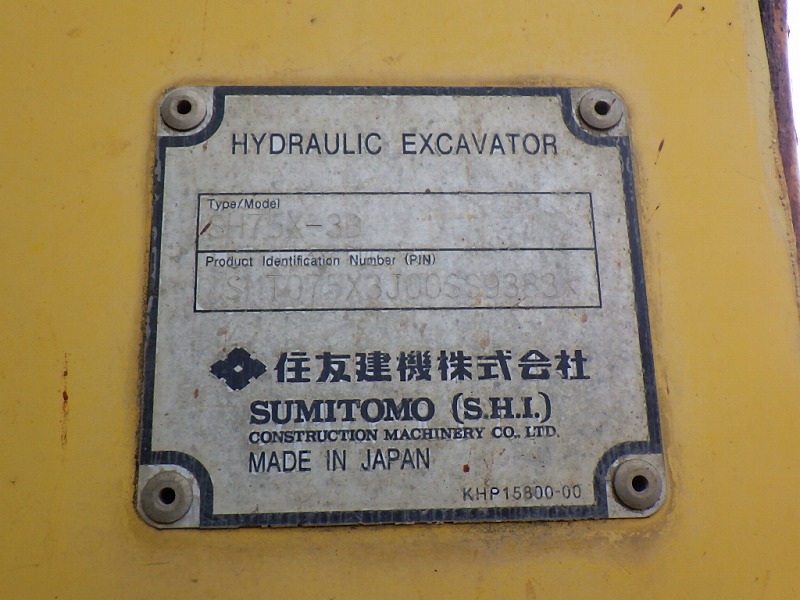 HYDRAULIC EXCAVATOR
Type/Model
SH75X-3B
Product Identification Number (PIN)
住友建機株式会社
SUMITOMO (S.H.I.)
CONSTRUCTION MACHINERY CO., LTD.
MADE IN JAPAN
KHP15800-00